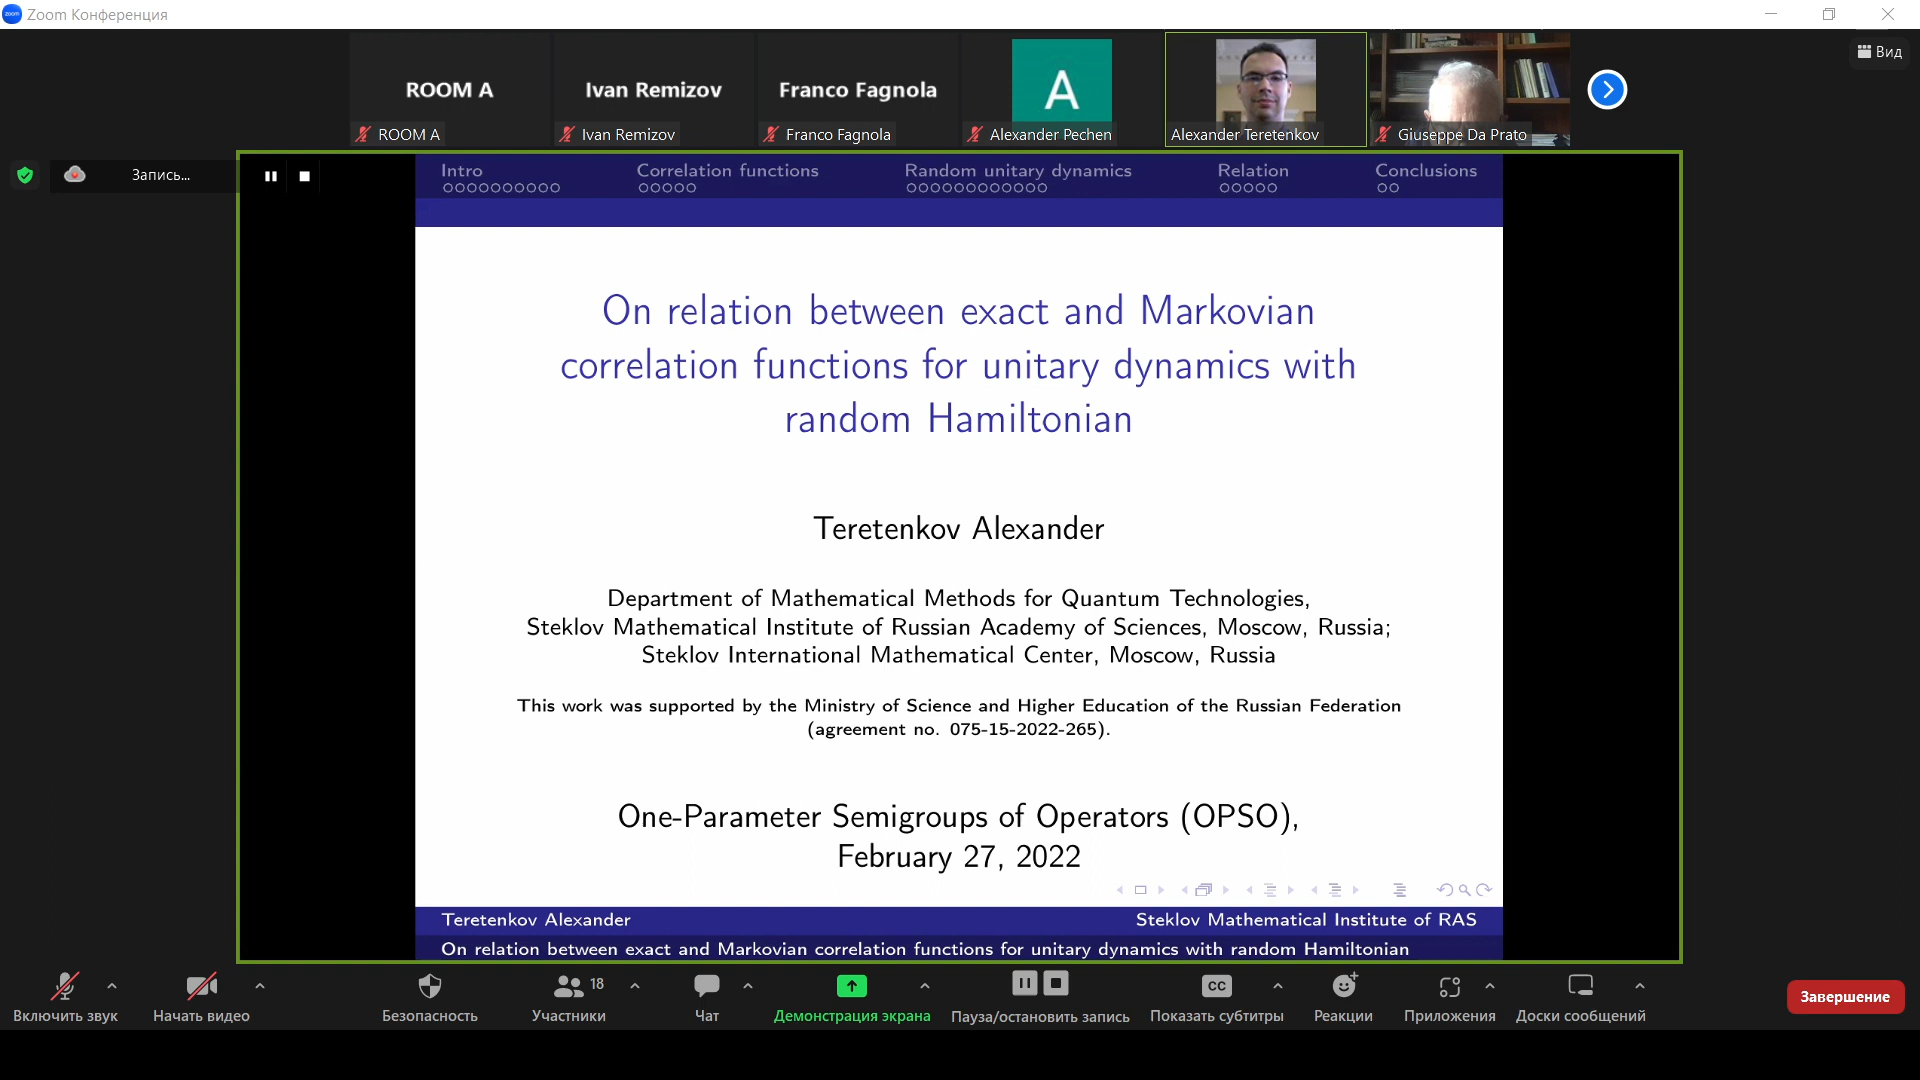 Zoom Конференция
ROOM A
Ivan Remizov
Franco Fagnola
A
ROOM A
Ivan Remizov
Franco Fagnola
Alexander Pechen
Alexander Teretenkov
Giuseppe Da Prato
Вид
Запись...
Intro
Correlation functions
Random unitary dynamics
Relation
Conclusions
On relation between exact and Markovian
correlation functions for unitary dynamics with
random Hamiltonian
Teretenkov Alexander
Department of Mathematical Methods for Quantum Technologies,
Steklov Mathematical Institute of Russian Academy of Sciences, Moscow, Russia;
Steklov International Mathematical Center, Moscow, Russia
This work was supported by the Ministry of Science and Higher Education of the Russian Federation
(agreement no. 075-15-2022-265).
One-Parameter Semigroups of Operators (OPSO),
February 27, 2022
Teretenkov Alexander
Steklov Mathematical Institute of RAS
On relation between exact and Markovian correlation functions for unitary dynamics with random Hamiltonian
18
CC
Включить звук
Начать видео
Безопасность
Участники
Чат
Демонстрация экрана
Пауза/остановить запись
Показать субтитры
Реакции
Приложения
Доски сообщений
Завершение